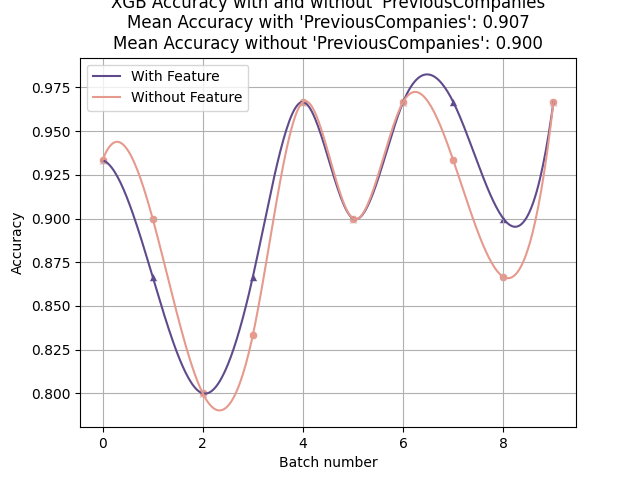 XGB Accuracy with and without 'PreviousCompanies'
Mean Accuracy with 'PreviousCompanies': 0.907
Mean Accuracy without 'PreviousCompanies': 0.900
With Feature
Without Feature
0.975
0.950
0.925
0.900
0.875
0.850
0.825
0.800
Accuracy
0 2 4 6 8
Batch number